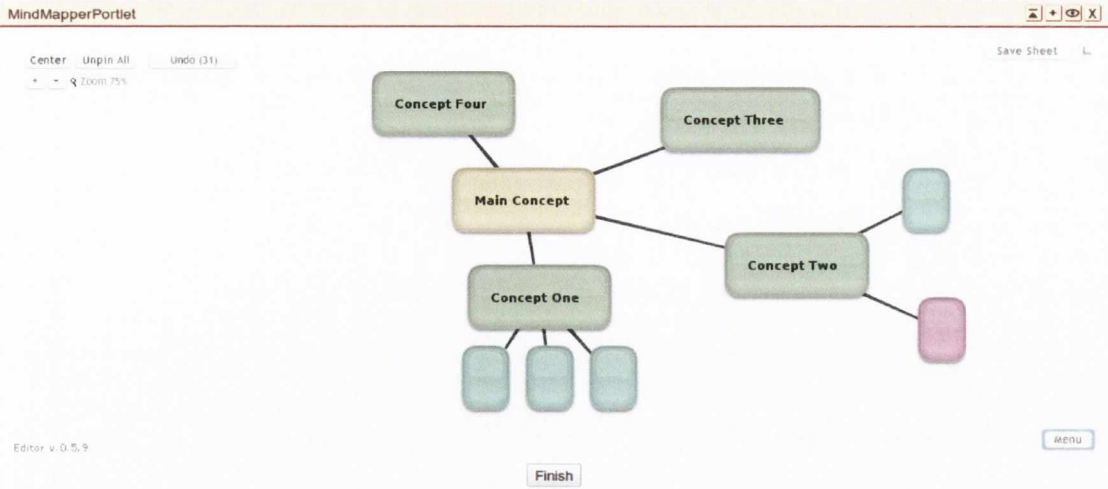 MindMapperPortlet
Save Sheet
Center Unpin All Undo (31)
+ - Zoom 75%
Concept Four
Concept Three
Main Concept
Concept Two
Concept One
Editor v.0.5.9
Menu
Finish